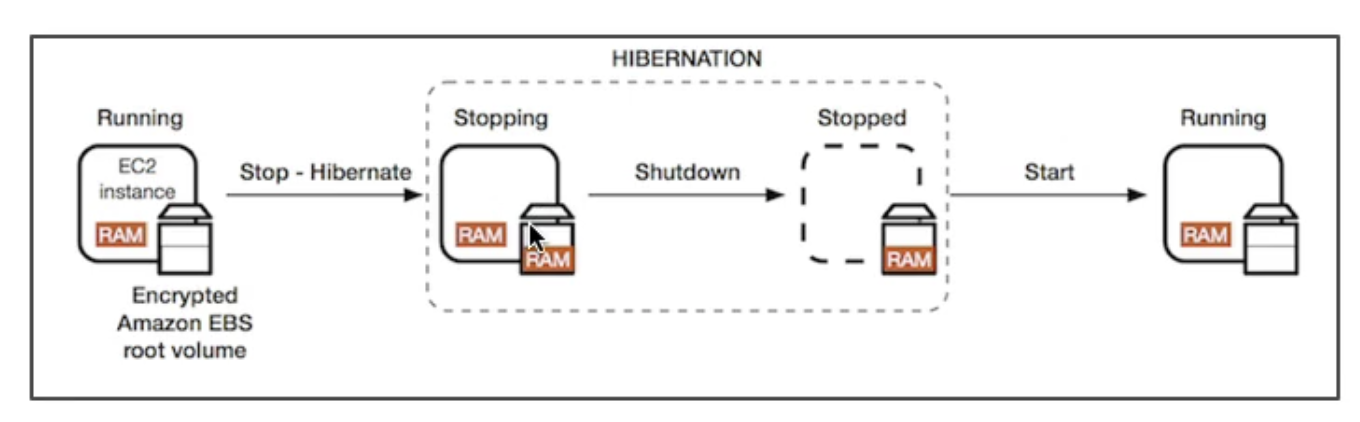 HIBERNATION
Running
Stopping
Stopped
Running
EC2
instance
Stop - Hibernate
Shutdown
Start
RAM
RAM
RAM
RAM
RAM
Encrypted
Amazon EBS
root volume